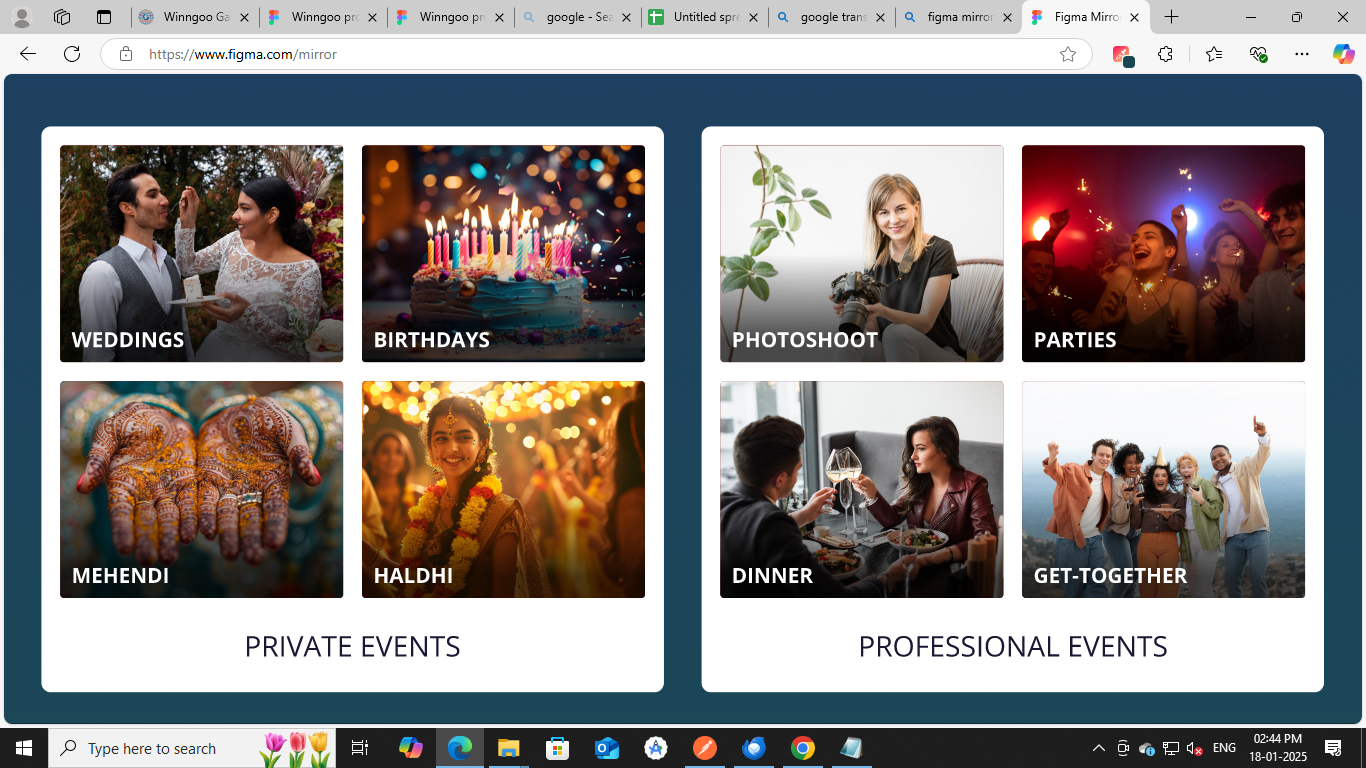 Winngoo Ga
Winngoo pr
Winngoo pr
google - Sea
Untitled spre
google trans
figma mirror
Figma Mirro
https://www.figma.com/mirror
WEDDINGS
BIRTHDAYS
MEHENDI
HALDHI
PRIVATE EVENTS
PHOTOSHOOT
PARTIES
DINNER
GET-TOGETHER
PROFESSIONAL EVENTS
Type here to search
ENG
02:44 PM
18-01-2025